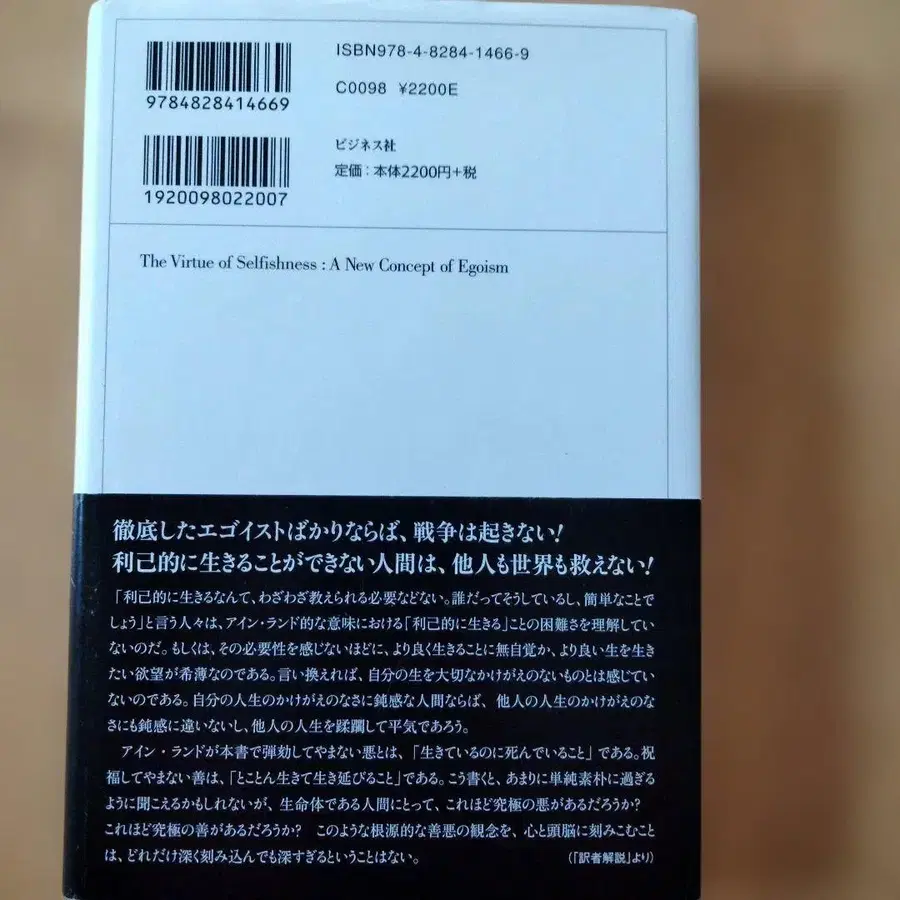 ISBN978-4-8284-1466-9
9784828414669
C0098 ¥2200E
ビジネス社
定価：本体2200円+税
1920098022007
The Virtue of Selfishness : A New Concept of Egoism
徹底したエゴイストばかりならば、戦争は起きない！
利己的に生きることができない人間は、他人も世界も救えない！
「利己的に生きるなんて、わざわざ教えられる必要などない。誰だってそうしているし、簡単なことで
しょう」と言う人々は、アイン・ランド的な意味における「利己的に生きる」ことの困難さを理解してい
ないのだ。もしくは、その必要性を感じないほどに、より良く生きることに無自覚か、より良い生を生き
たい欲望が希薄なのである。言い換えれば、自分の生を大切なかけがえのないものとは感じてい
ないのである。自分の人生のかけがえのなさに鈍感な人間ならば、他人の人生のかけがえのな
さにも鈍感に違いないし、他人の人生を蹂躙して平気であろう。
アイン・ランドが本書で弾劾してやまない悪とは、「生きているのに死んでいること」である。祝
福してやまない善は、「とことん生きて生き延びること」である。こう書くと、あまりに単純素朴に過ぎる
ように聞こえるかもしれないが、生命体である人間にとって、これほど究極の悪があるだろうか？
これほど究極の善があるだろうか？　このような根源的な善悪の観念を、心と頭脳に刻みこむこと
は、どれだけ深く刻み込んでも深すぎるということはない。
（「訳者解説」より）